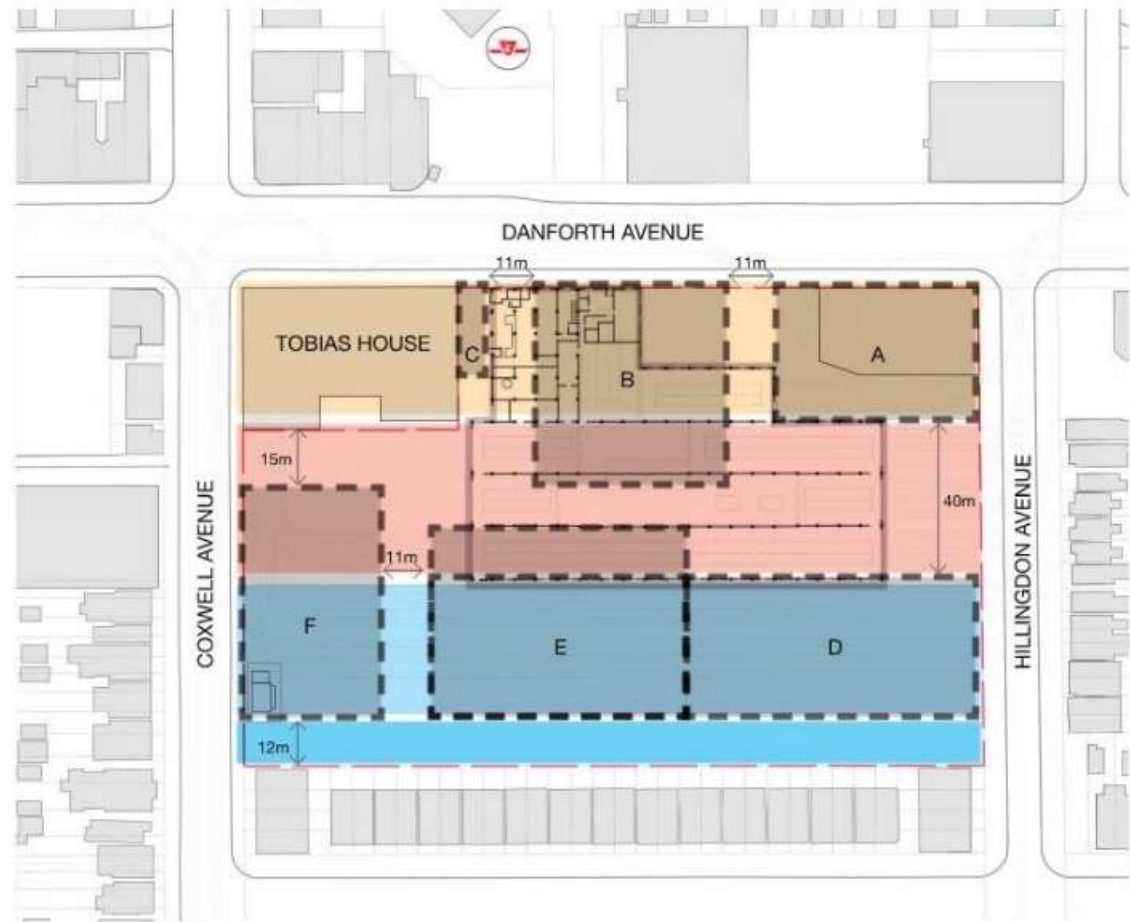 DANFORTH AVENUE
11m
11m
TOBIAS HOUSE
C
B
A
15m
40m
COXWELL AVENUE
HILLINGDON AVENUE
11m
F
E
D
12m